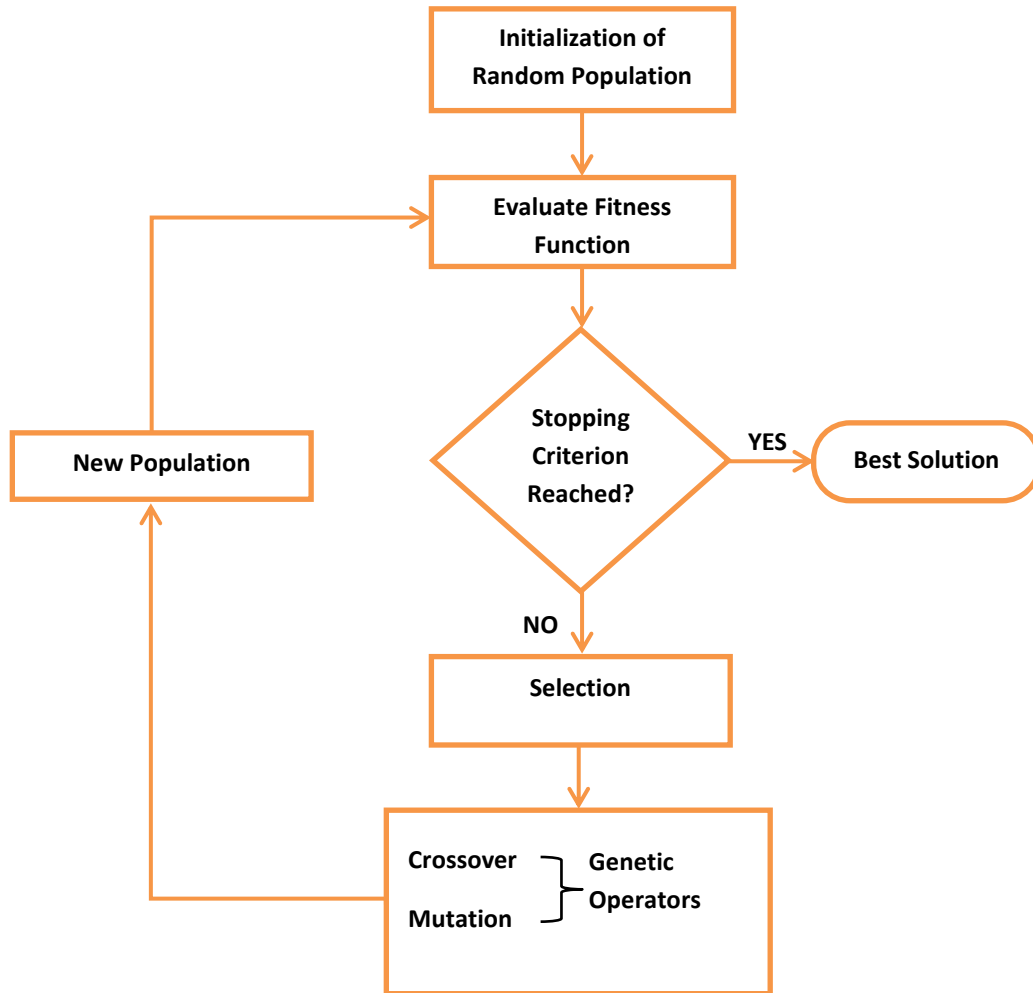 Initialization of
Random Population
Evaluate Fitness
Function
Stopping
Criterion
Reached?
YES
Best Solution
New Population
NO
Selection
Crossover
Mutation
Genetic
Operators